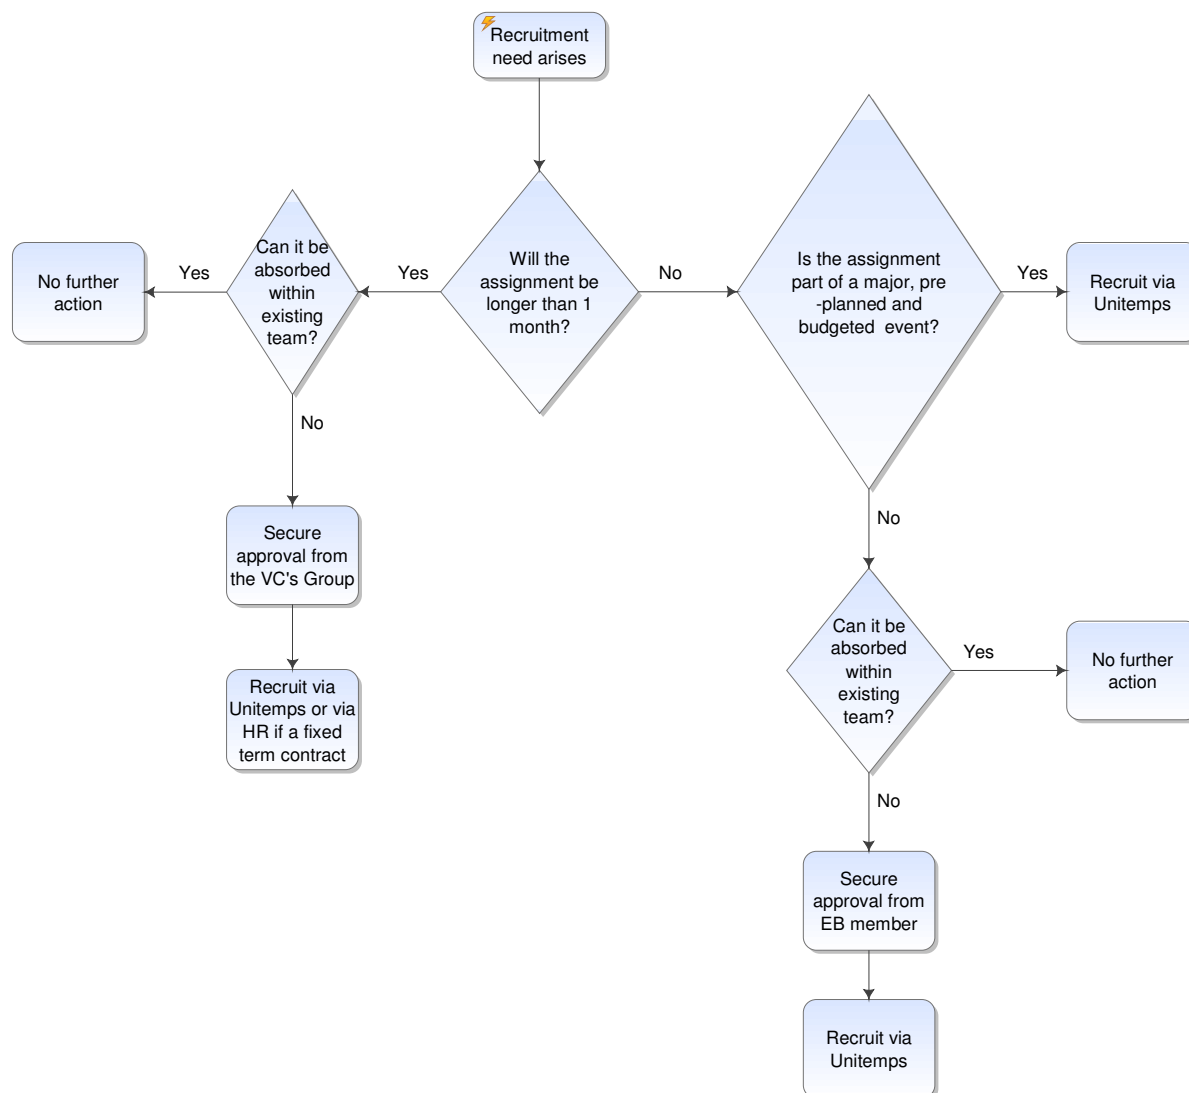 Recruitment
need arises
Will the
assignment be
longer than 1
month?
Yes
No
Can it be
absorbed
within
existing
team?
Yes
No further
action
No
Secure
approval from
the VC's Group
Recruit via
Unitemps or via
HR if a fixed
term contract
Is the assignment
part of a major, pre
-planned and
budgeted  event?
Yes
Recruit via
Unitemps
No
Can it be
absorbed
within
existing
team?
Yes
No further
action
No
Secure
approval from
EB member
Recruit via
Unitemps